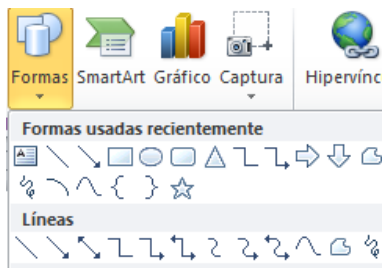 Formas SmartArt Gráfico Captura Hipervínc
Formas usadas recientemente
Líneas